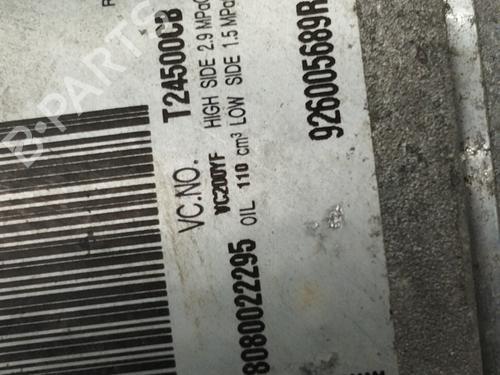 R
HIGH SIDE 2.9 MPa
T24500CB
LOW SIDE 1.5 MPa
VC.NO.
VC200YF
OIL 110 cm³
926005689R
8080022295
B-PARTS